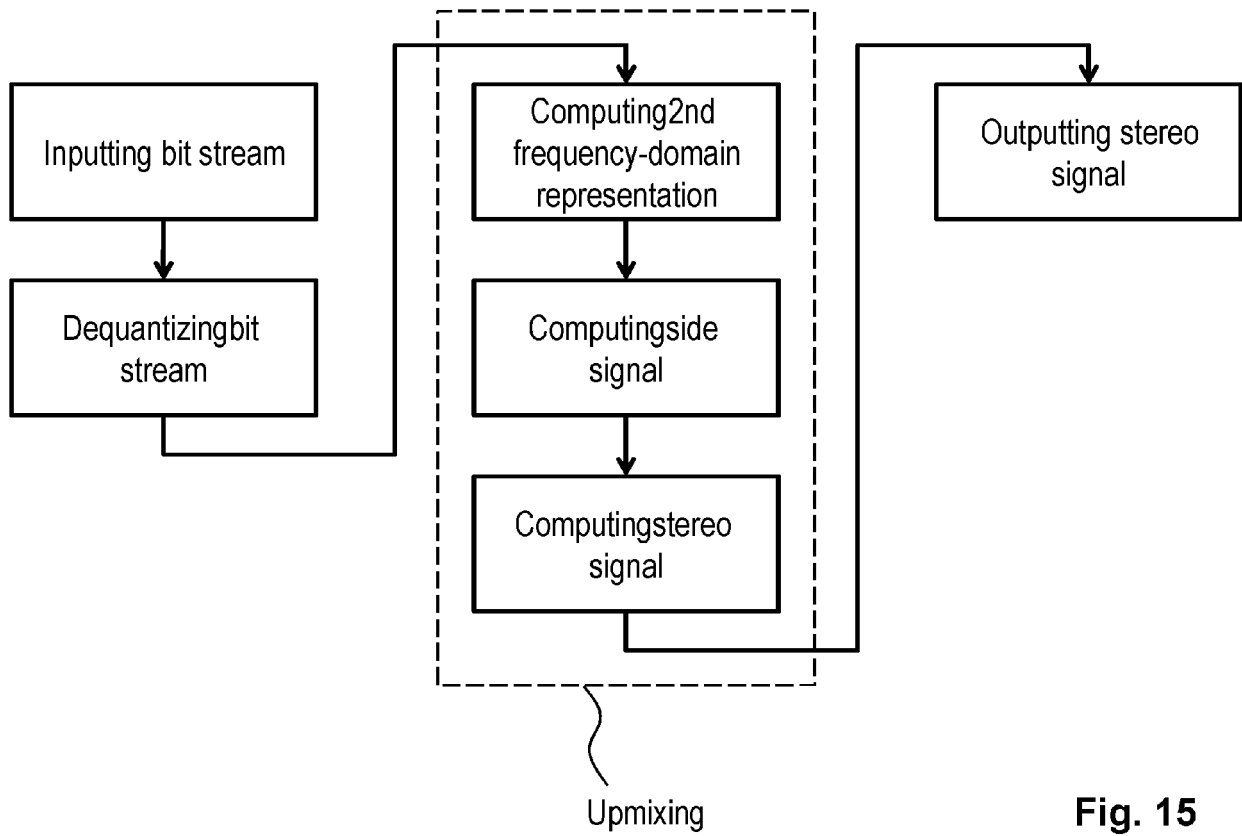 Inputting bit stream
Dequantizingbit
stream
Computing2nd
frequency-domain
representation
Computingside
signal
Computingstereo
signal
Outputting stereo
signal
Upmixing
Fig. 15